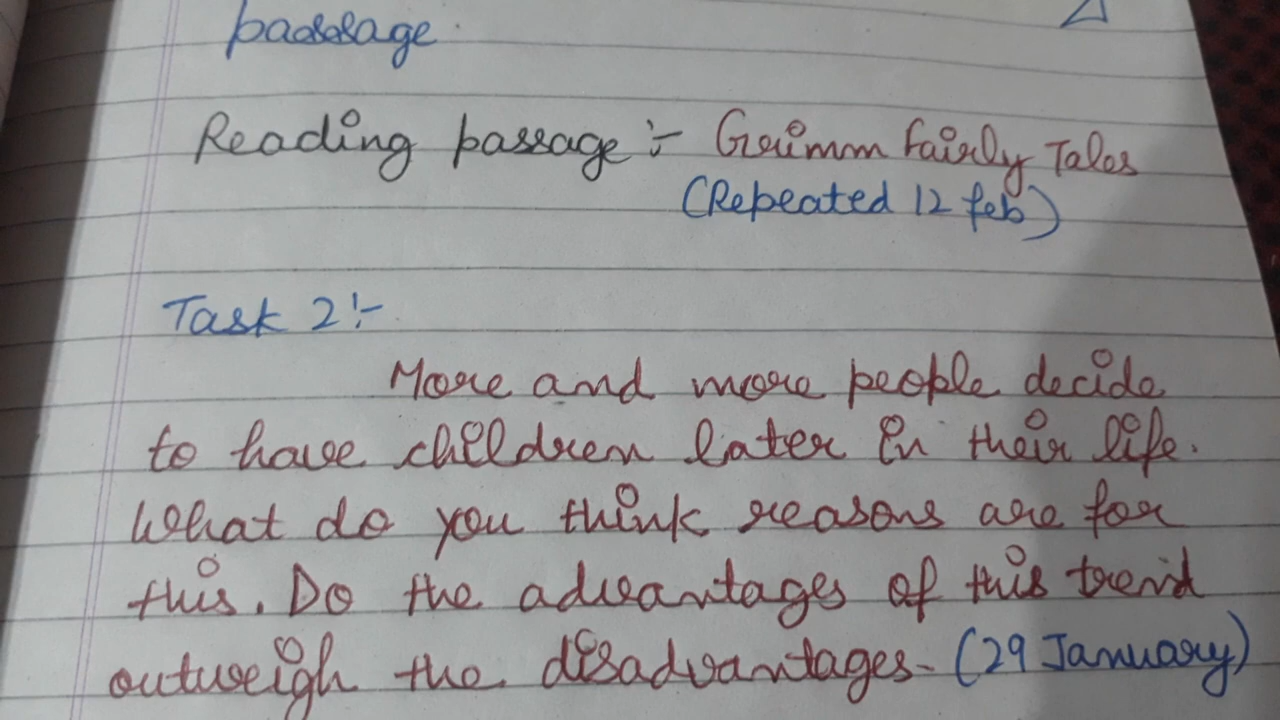 passage.
Reading passage :- Grimm Fairly Tales
(Repeated 12 feb)
Task 2:-
More and more people decide
to have children later in their life.
What do you think reasons are for
this. Do the advantages of this trend
outweigh the disadvantages- (29 January)